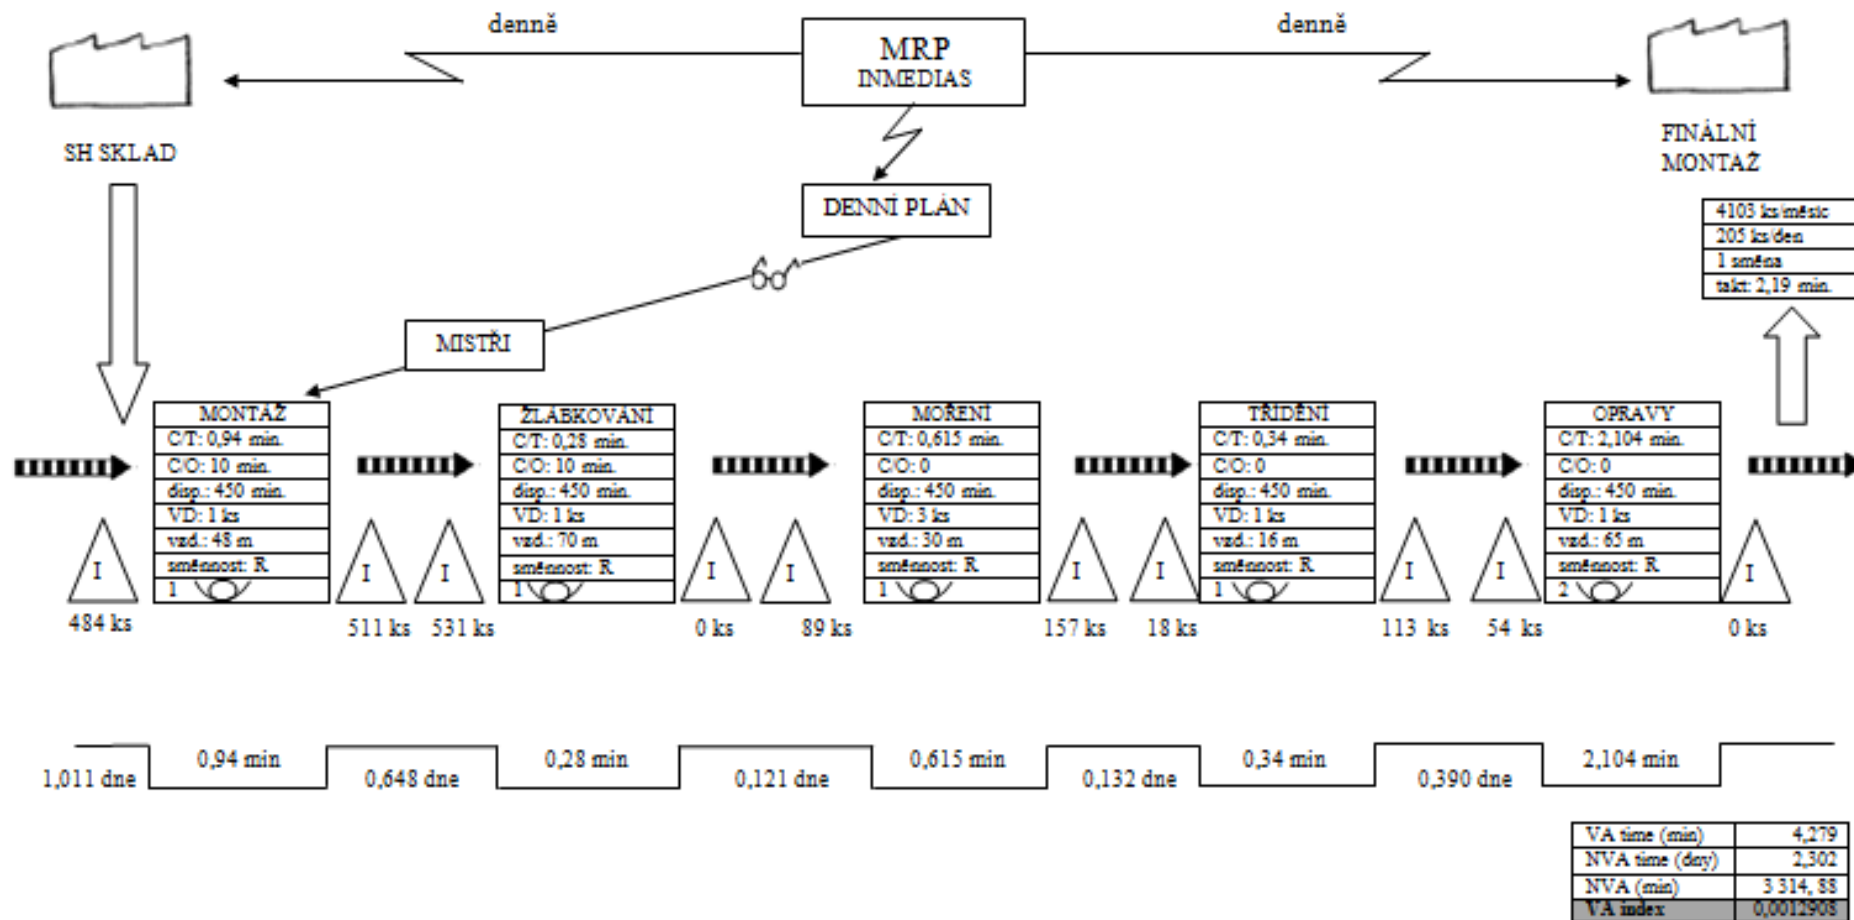 denně
denně
MRP
INMEDIAS
SH SKLAD
FINÁLNÍ
MONTÁŽ
DENNÍ PLÁN
4103 ks/měsíc
205 ks/den
1 směna
takt: 2,19 min.
MISTŘI
MONTÁŽ
C/T: 0,94 min.
C/O: 10 min.
disp.: 450 min.
VD: 1 ks
vzd.: 48 m
směnnost: R
1
ŽLÁBKOVÁNÍ
C/T: 0,28 min.
C/O: 10 min.
disp.: 450 min.
VD: 1 ks
vzd.: 70 m
směnnost: R
1
MOŘENÍ
C/T: 0,615 min.
C/O: 0
disp.: 450 min.
VD: 3 ks
vzd.: 30 m
směnnost: R
1
TŘÍDĚNÍ
C/T: 0,34 min.
C/O: 0
disp.: 450 min.
VD: 1 ks
vzd.: 16 m
směnnost: R
1
OPRAVY
C/T: 2,104 min.
C/O: 0
disp.: 450 min.
VD: 1 ks
vzd.: 65 m
směnnost: R
2
I I I I I I I I I I
484 ks 511 ks 531 ks 0 ks 89 ks 157 ks 18 ks 113 ks 54 ks 0 ks
0,94 min 0,28 min 0,615 min 0,34 min 2,104 min
1,011 dne 0,648 dne 0,121 dne 0,132 dne 0,390 dne
VA time (min) 4,279
NVA time (dny) 2,302
NVA (min) 3 314, 88
VA index 0,0012908